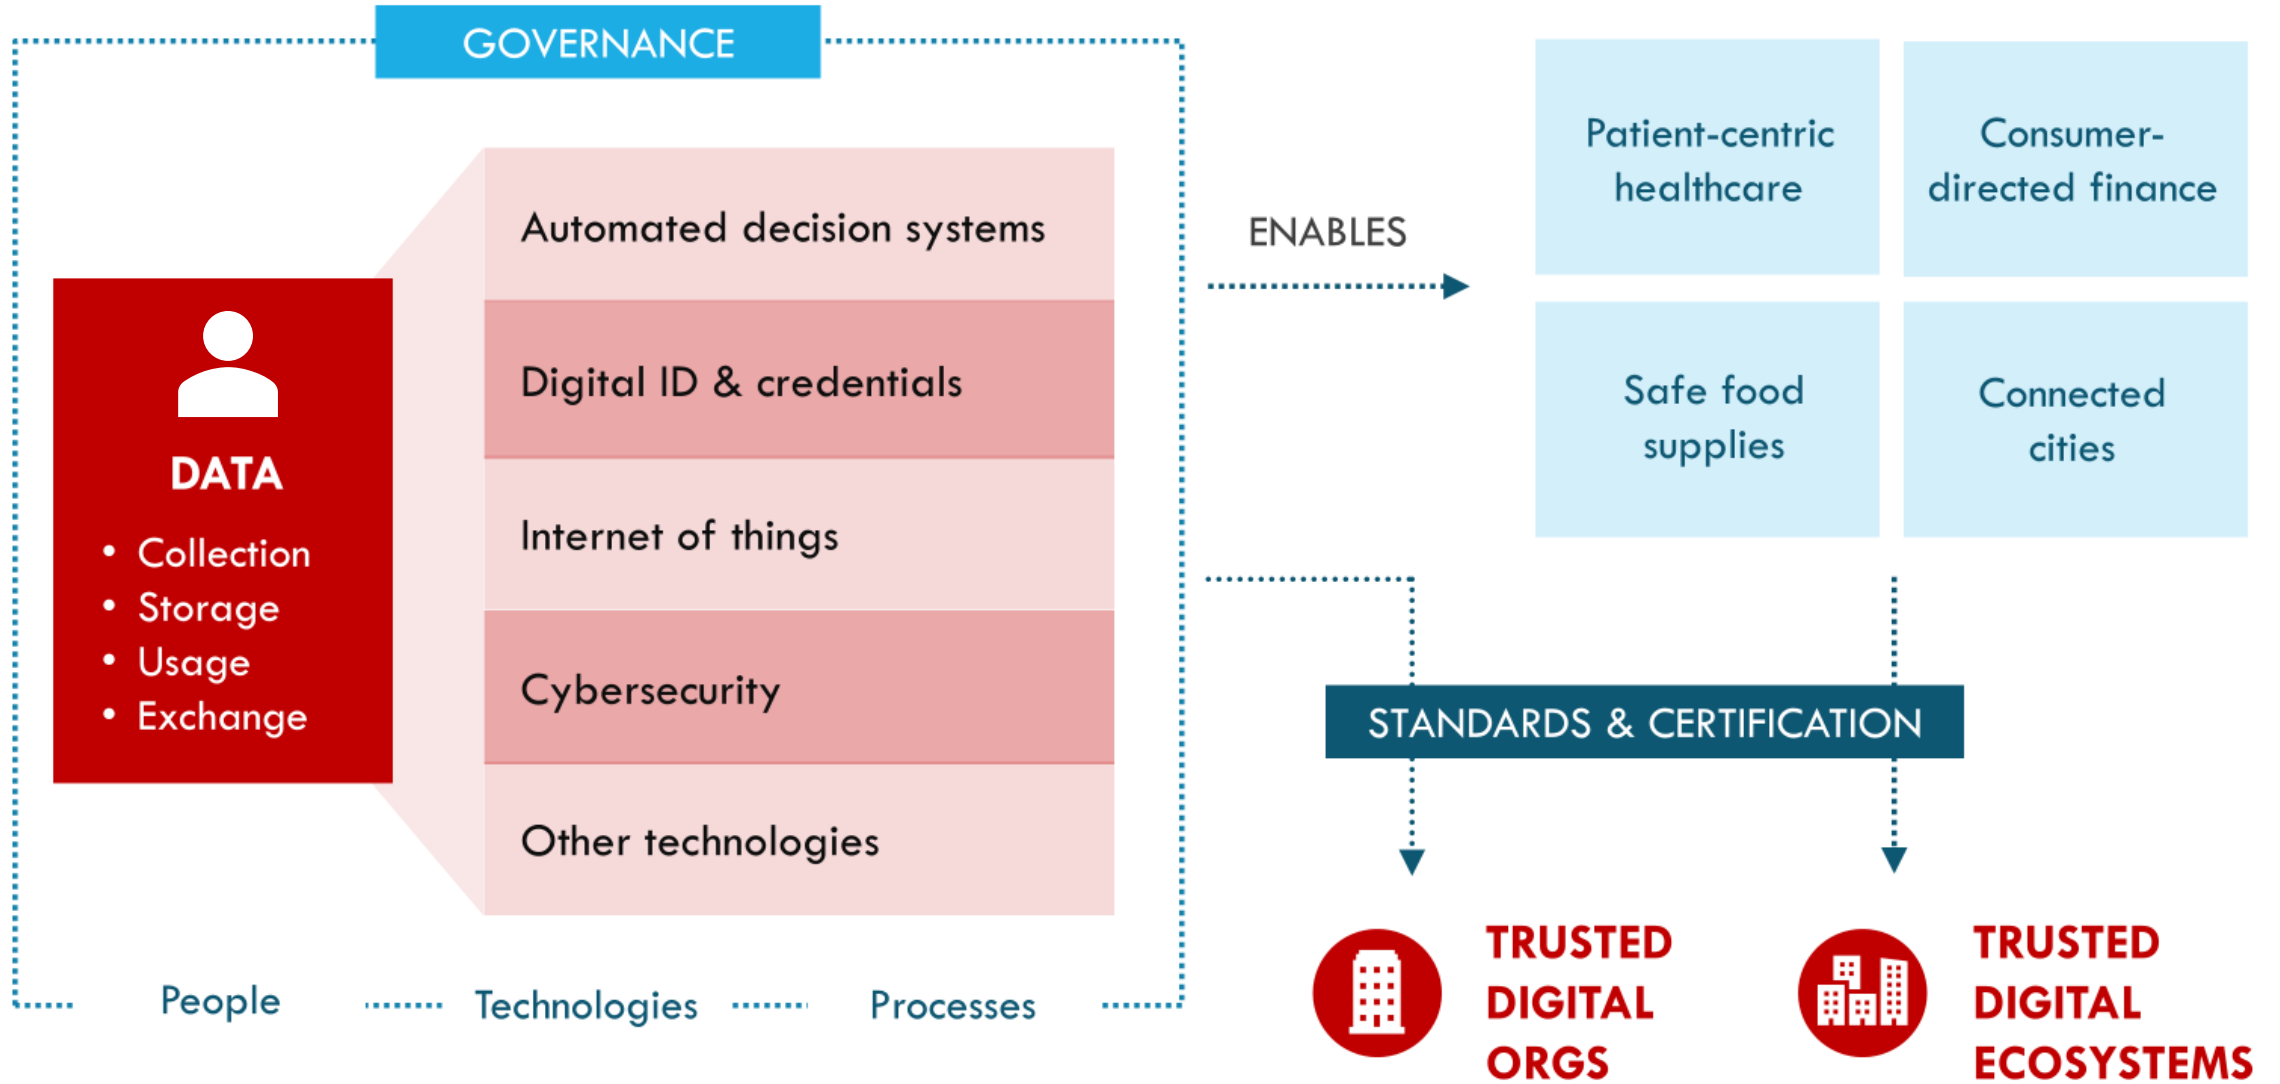 GOVERNANCE
Automated decision systems
Digital ID & credentials
Internet of things
Cybersecurity
Other technologies
DATA
• Collection
• Storage
• Usage
• Exchange
People
Technologies
Processes
ENABLES
Patient-centric
healthcare
Consumer-
directed finance
Safe food
supplies
Connected
cities
STANDARDS & CERTIFICATION
TRUSTED
DIGITAL
ORGS
TRUSTED
DIGITAL
ECOSYSTEMS